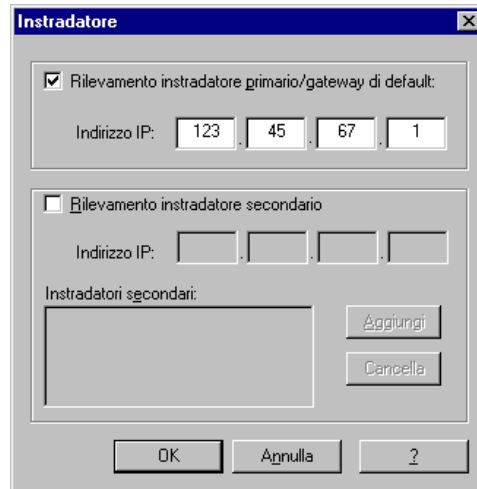 Instradatore
Rilevamento instradatore primario/gateway di default:
Indirizzo IP: 123 . 45 . 67 . 1
Rilevamento instradatore secondario
Indirizzo IP: . . .
Instradatori secondari:
Aggiungi
Cancella
OK Annulla ?